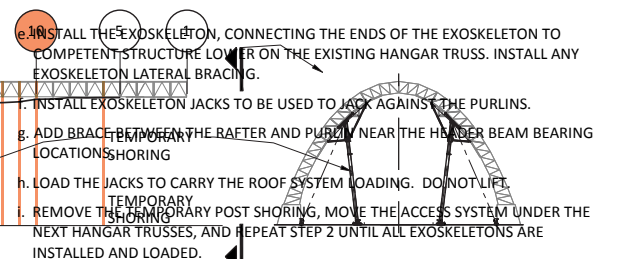 10
5
1
e. INSTALL THE EXOSKELETON, CONNECTING THE ENDS OF THE EXOSKELETON TO
COMPETENT STRUCTURE LOWER ON THE EXISTING HANGAR TRUSS. INSTALL ANY
EXOSKELETON LATERAL BRACING.
f. INSTALL EXOSKELETON JACKS TO BE USED TO JACK AGAINST THE PURLINS.
g. ADD BRACE BETWEEN THE RAFTER AND PURLIN NEAR THE HEADER BEAM BEARING
LOCATIONS.
TEMPORARY
SHORING
h. LOAD THE JACKS TO CARRY THE ROOF SYSTEM LOADING. DO NOT LIFT.
TEMPORARY
SHORING
i. REMOVE THE TEMPORARY POST SHORING, MOVE THE ACCESS SYSTEM UNDER THE
NEXT HANGAR TRUSSES, AND REPEAT STEP 2 UNTIL ALL EXOSKELETONS ARE
INSTALLED AND LOADED.